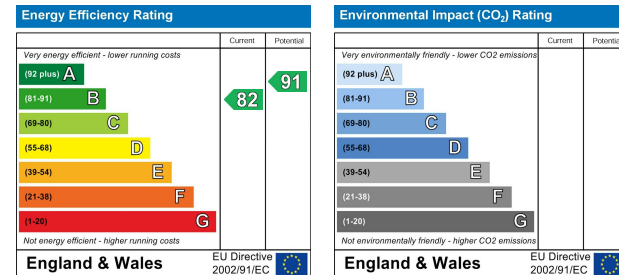 Energy Efficiency Rating
Current Potential
Very energy efficient - lower running costs
(92 plus) A
(81-91) B
(69-80) C
(55-68) D
(39-54) E
(21-38) F
(1-20) G
82
91
Not energy efficient - higher running costs
England & Wales
EU Directive
2002/91/EC
Environmental Impact (CO₂) Rating
Current Potentia
Very environmentally friendly - lower CO2 emissions
(92 plus) A
(81-91) B
(69-80) C
(55-68) D
(39-54) E
(21-38) F
(1-20) G
Not environmentally friendly - higher CO2 emissions
England & Wales
EU Directive
2002/91/EC